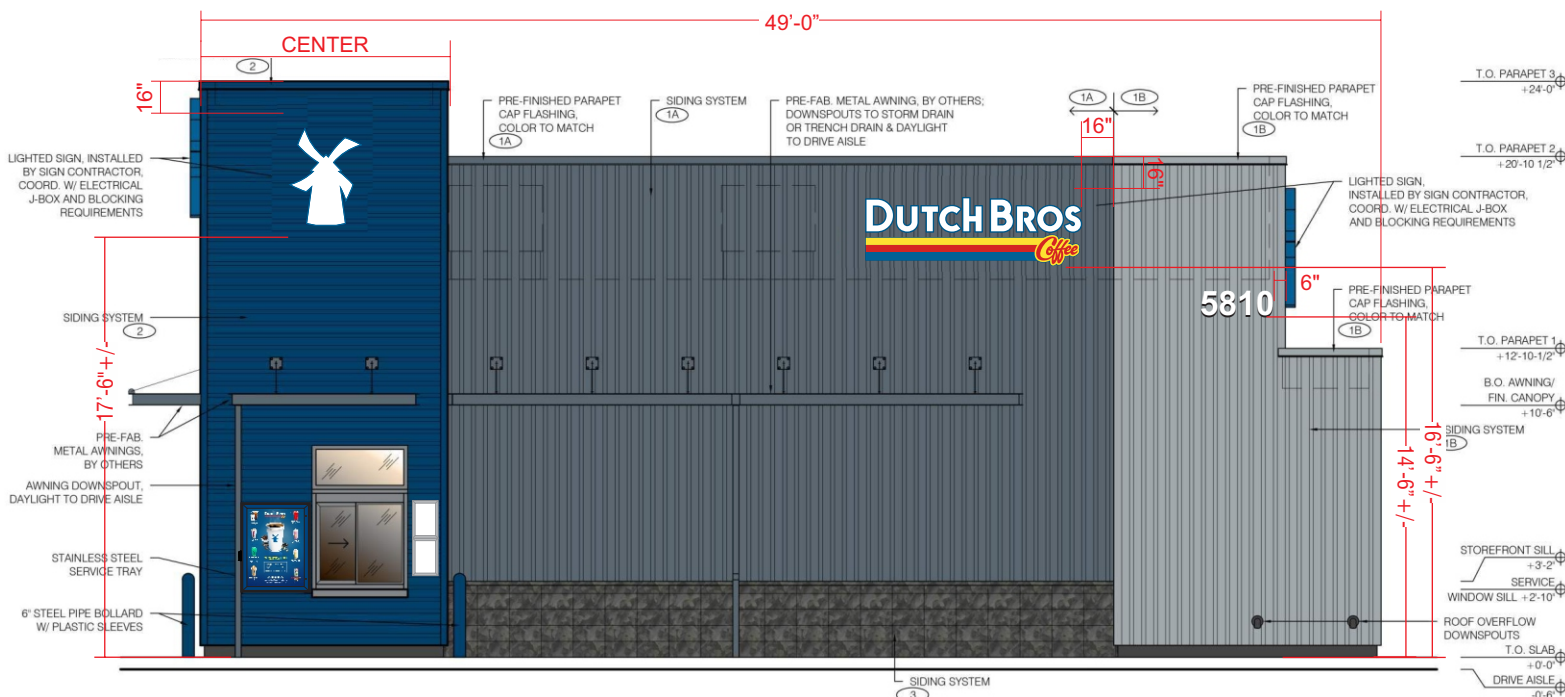 49'-0"
CENTER
2
16"
PRE-FINISHED PARAPET
CAP FLASHING,
COLOR TO MATCH
1A
SIDING SYSTEM
1A
PRE-FAB. METAL AWNING, BY OTHERS;
DOWNSPOUTS TO STORM DRAIN
OR TRENCH DRAIN & DAYLIGHT
TO DRIVE AISLE
1A
1B
16"
PRE-FINISHED PARAPET
CAP FLASHING,
COLOR TO MATCH
1B
T.O. PARAPET 3
+24'-0"
T.O. PARAPET 2
+20'-10 1/2"
LIGHTED SIGN, INSTALLED
BY SIGN CONTRACTOR,
COORD. W/ ELECTRICAL
J-BOX AND BLOCKING
REQUIREMENTS
16"
LIGHTED SIGN,
INSTALLED BY SIGN CONTRACTOR,
COORD. W/ ELECTRICAL J-BOX
AND BLOCKING REQUIREMENTS
DUTCH BROS
Coffee
6"
5810
PRE-FINISHED PARAPET
CAP FLASHING,
COLOR TO MATCH
1B
SIDING SYSTEM
2
17'-6"+/-
T.O. PARAPET 1
+12'-10-1/2"
B.O. AWNING/
FIN. CANOPY
+10'-6"
SIDING SYSTEM
1B
16'-6" +/-
14'-6" +/-
PRE-FAB.
METAL AWNINGS,
BY OTHERS
AWNING DOWNSPOUT,
DAYLIGHT TO DRIVE AISLE
STAINLESS STEEL
SERVICE TRAY
6" STEEL PIPE BOLLARD
W/ PLASTIC SLEEVES
STOREFRONT SILL
+3'-2"
SERVICE
WINDOW SILL +2'-10"
ROOF OVERFLOW
DOWNSPOUTS
T.O. SLAB
+0'-0"
DRIVE AISLE
-0'-6"
SIDING SYSTEM
3